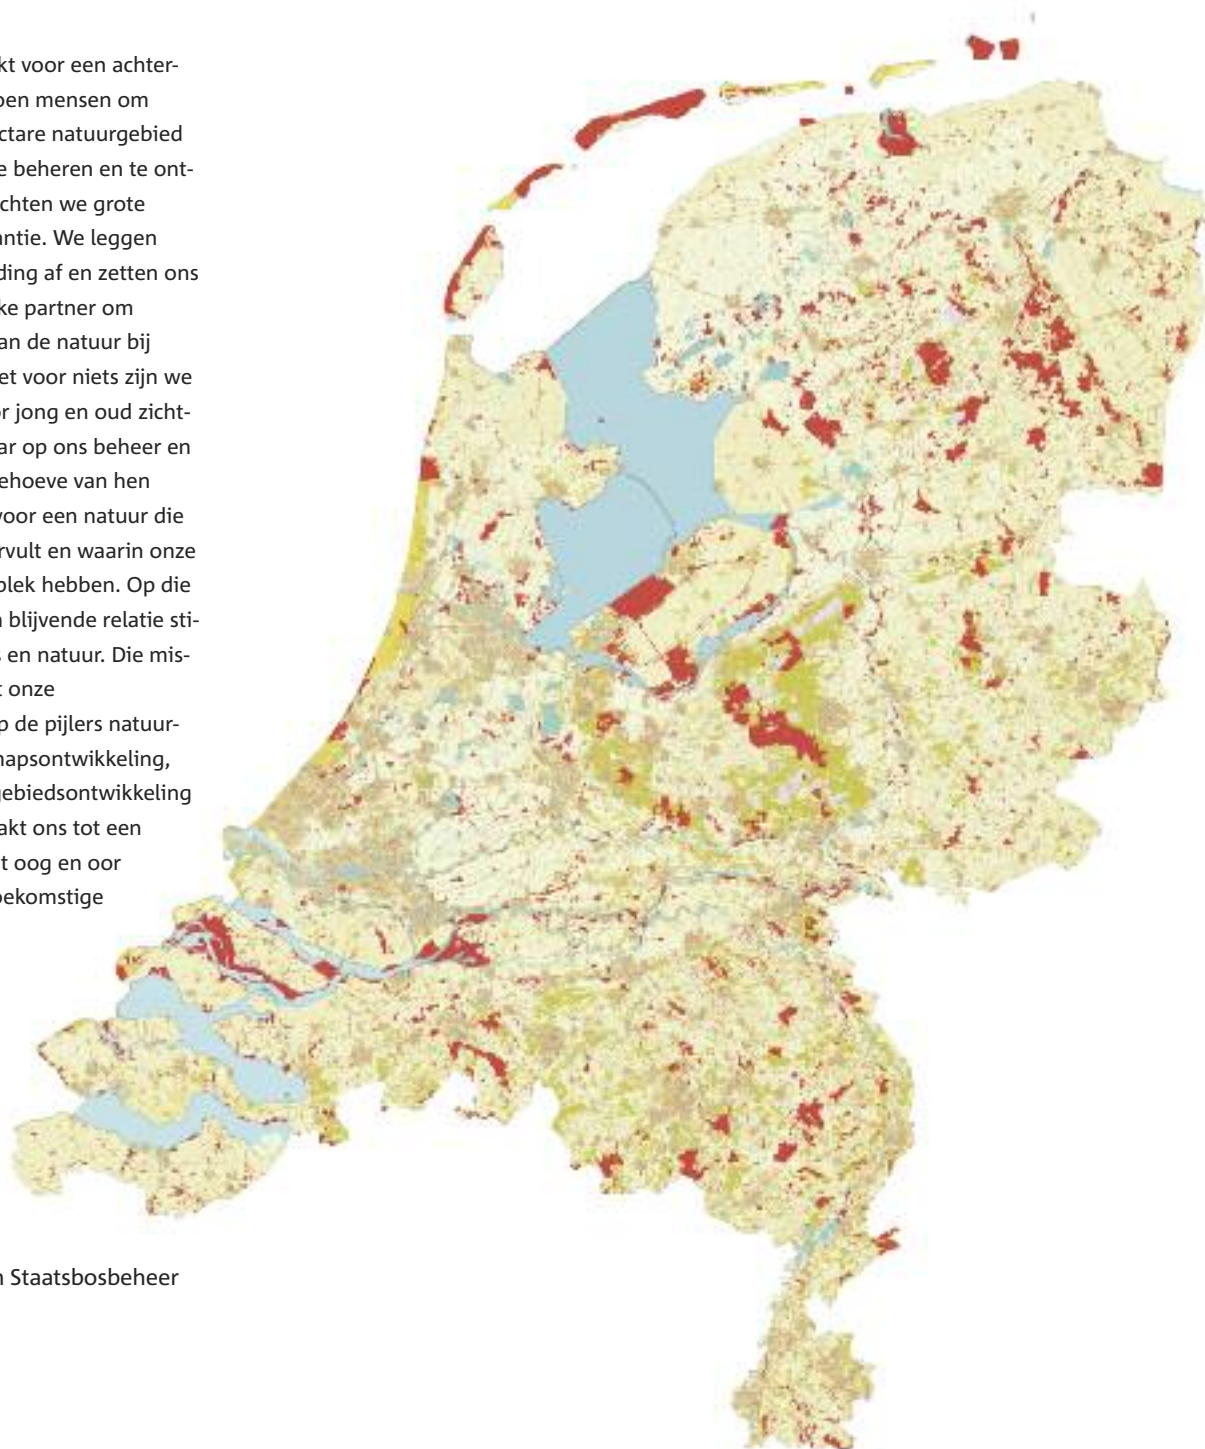 kt voor een achter-
pen mensen om
ctare natuurgebied
e beheren en te ont-
chten we grote
antie. We leggen
ding af en zetten ons
ke partner om
an de natuur bij
et voor niets zijn we
or jong en oud zicht-
ar op ons beheer en
ehoeve van hen
voor een natuur die
rvult en waarin onze
plek hebben. Op die
n blijvende relatie sti-
s en natuur. Die mis-
t onze
p de pijlers natuur-
hapsontwikkeling,
gebiedsontwikkeling
akt ons tot een
t oog en oor
oekomstige
n Staatsbosbeheer